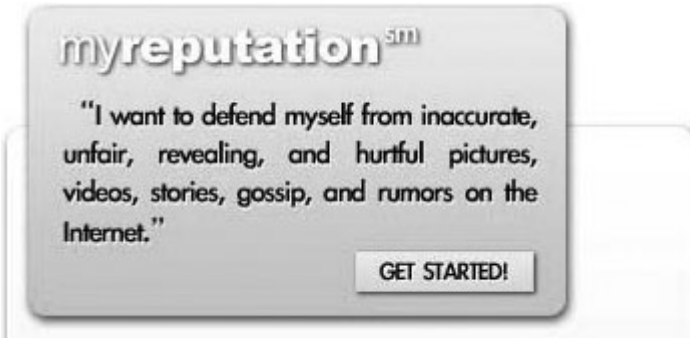 myreputation℠
“I want to defend myself from inaccurate,
unfair, revealing, and hurtful pictures,
videos, stories, gossip, and rumors on the
Internet.”
GET STARTED!